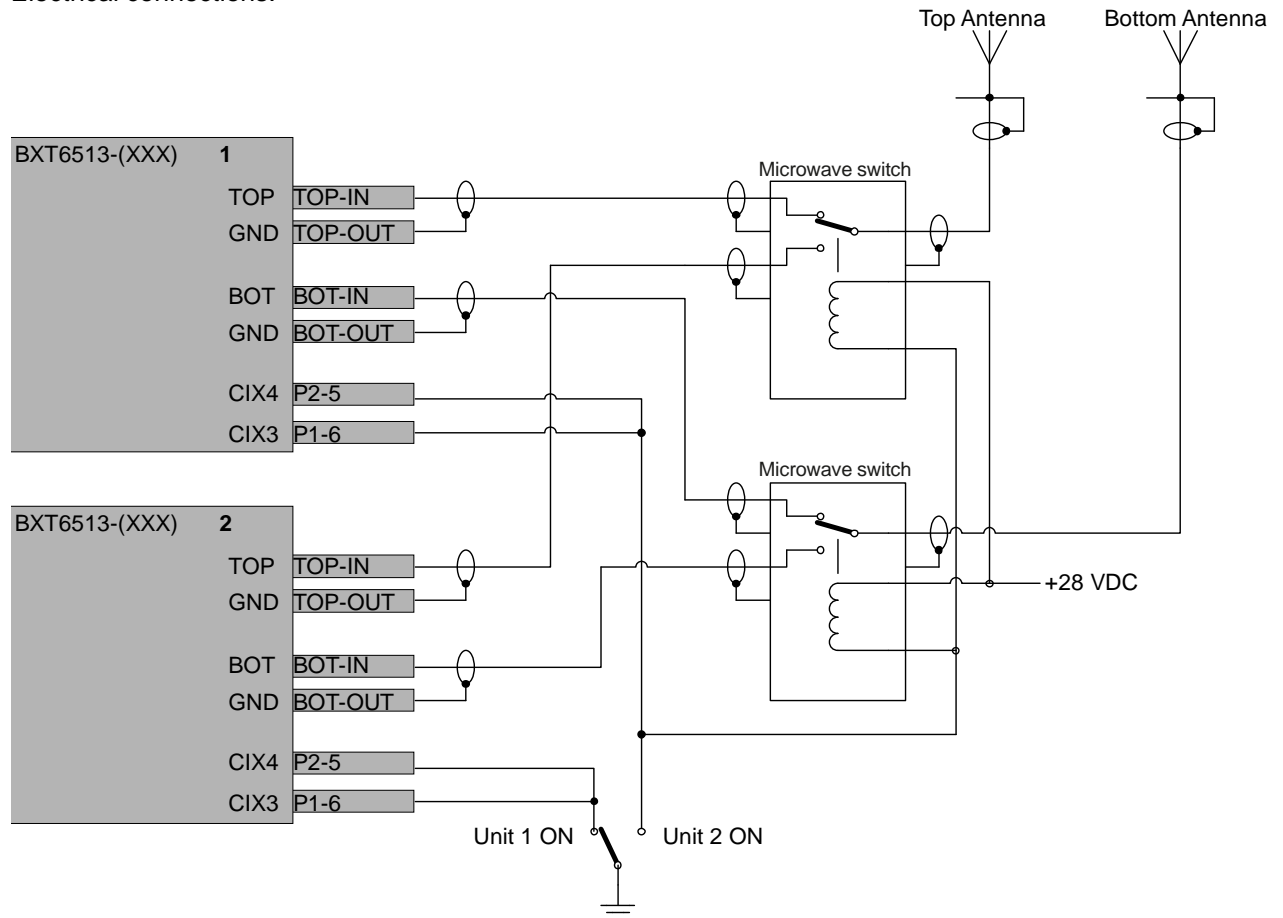 Top Antenna
Bottom Antenna
BXT6513-(XXX) 1
TOP TOP-IN
GND TOP-OUT
BOT BOT-IN
GND BOT-OUT
CIX4 P2-5
CIX3 P1-6
Microwave switch
Microwave switch
BXT6513-(XXX) 2
TOP TOP-IN
GND TOP-OUT
BOT BOT-IN
GND BOT-OUT
CIX4 P2-5
CIX3 P1-6
+28 VDC
Unit 1 ON
Unit 2 ON